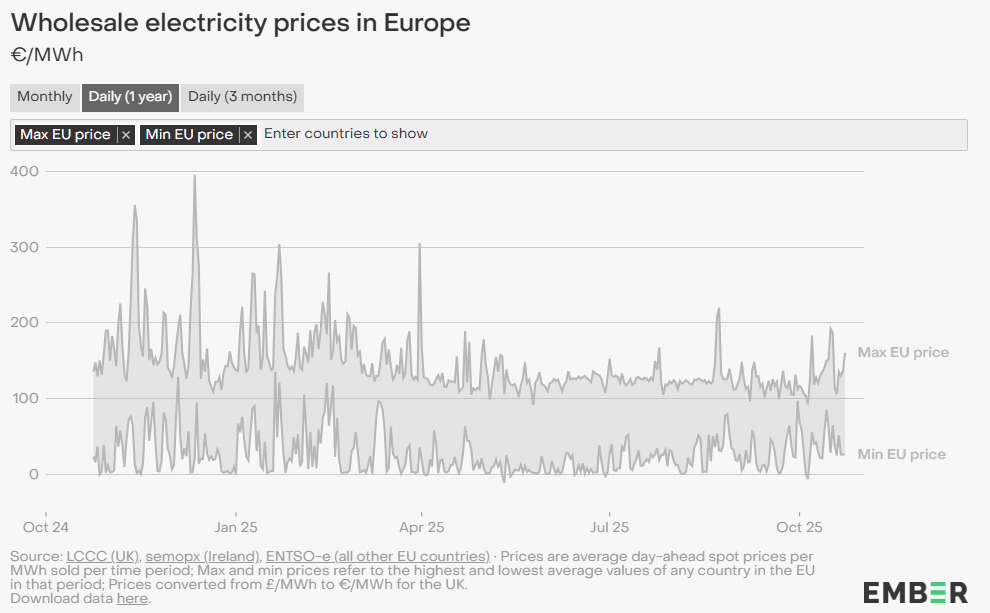 Wholesale electricity prices in Europe
€/MWh
Monthly Daily (1 year) Daily (3 months)
Max EU price × Min EU price × Enter countries to show
400
300
200
Max EU price
100
Min EU price
0
Oct 24 Jan 25 Apr 25 Jul 25 Oct 25
Source: LCCC (UK), semopx (Ireland), ENTSO-e (all other EU countries) · Prices are average day-ahead spot prices per
MWh sold per time period; Max and min prices refer to the highest and lowest average values of any country in the EU
in that period; Prices converted from £/MWh to €/MWh for the UK.
Download data here.
EMBER